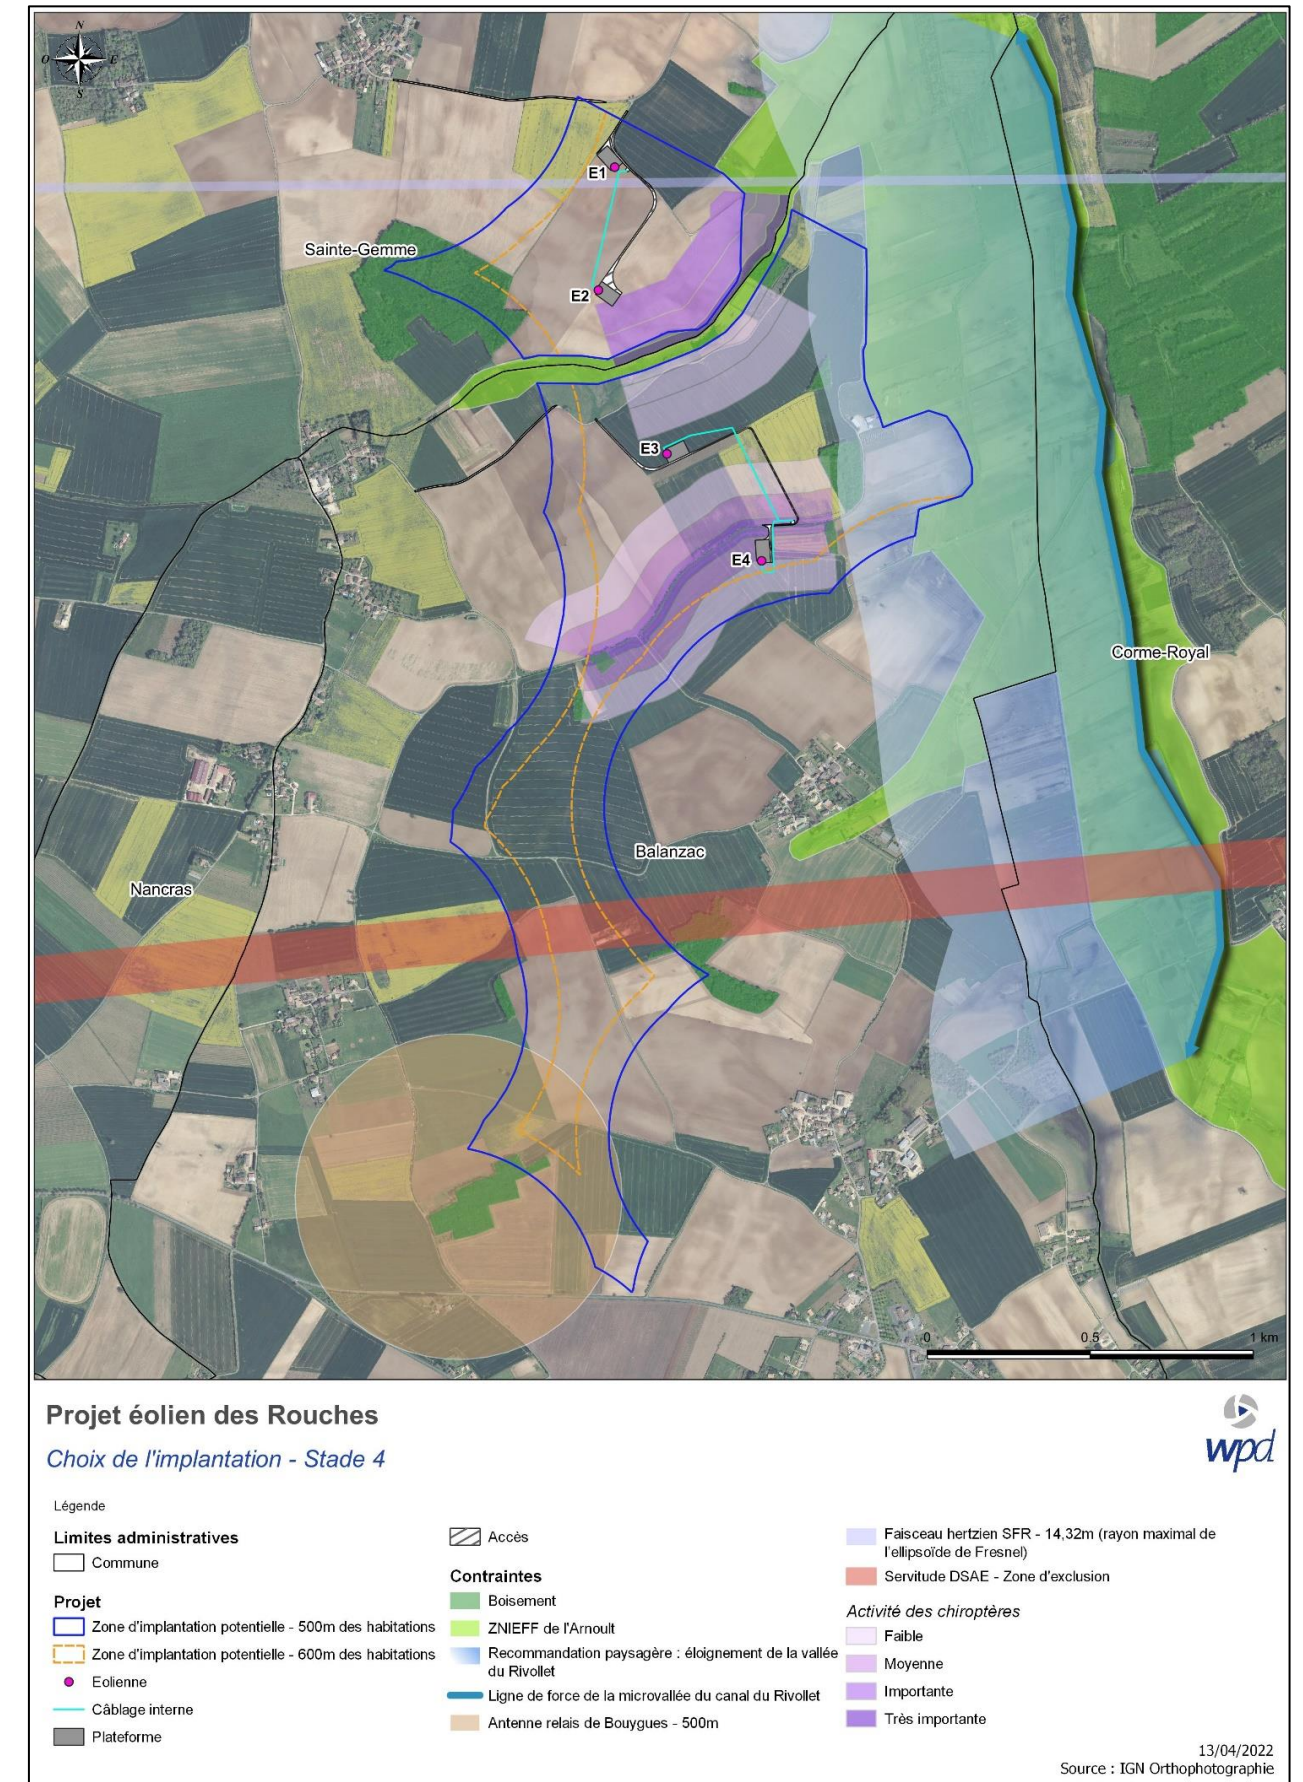 N
O
E
S
E1
Sainte-Gemme
E2
E3
E4
Corme-Royal
Balanzac
Nancras
0
0.5
1 km
Projet éolien des Rouches
Choix de l'implantation - Stade 4
wpd
Légende
Limites administratives
Commune
Projet
Zone d'implantation potentielle - 500m des habitations
Zone d'implantation potentielle - 600m des habitations
Eolienne
Câblage interne
Plateforme
Accès
Contraintes
Boisement
ZNIEFF de l'Arnoult
Recommandation paysagère : éloignement de la vallée
du Rivollet
Ligne de force de la microvallée du canal du Rivollet
Antenne relais de Bouygues - 500m
Faisceau hertzien SFR - 14,32m (rayon maximal de
l'ellipsoïde de Fresnel)
Servitude DSAE - Zone d'exclusion
Activité des chiroptères
Faible
Moyenne
Importante
Très importante
13/04/2022
Source : IGN Orthophotographie